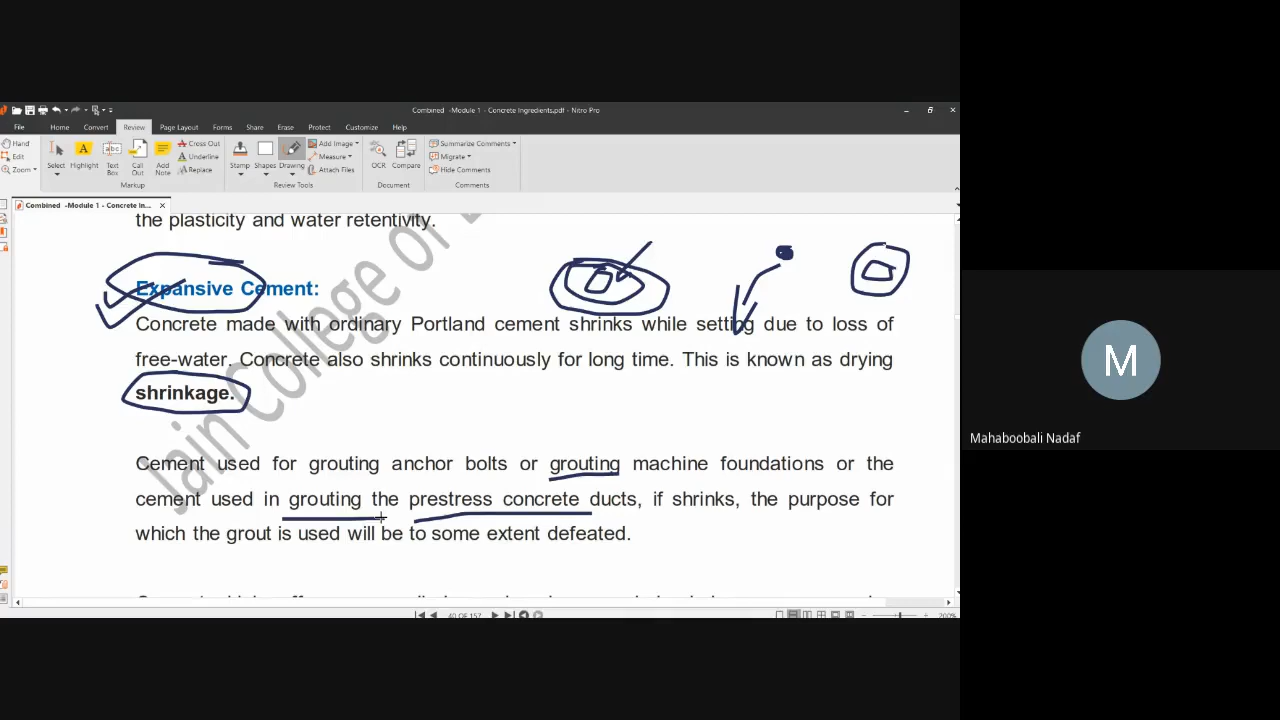 Combined -Module 1 - Concrete Ingredients.pdf - Nitro Pro
File Home Convert Review Page Layout Forms Share Erase Protect Customize Help
Hand
Edit
Zoom
Select
Highlight
Text Box
Call Out
Add Note
Cross Out
Underline
Replace
Markup
Stamp
Shapes
Drawing
Add Image
Measure
Attach Files
Review Tools
OCR
Compare
Document
Summarize Comments
Migrate
Hide Comments
Comments
Combined -Module 1 - Concrete In...
the plasticity and water retentivity.
Expansive Cement:
Concrete made with ordinary Portland cement shrinks while setting due to loss of
free-water. Concrete also shrinks continuously for long time. This is known as drying
shrinkage.
Cement used for grouting anchor bolts or grouting machine foundations or the
cement used in grouting the prestress concrete ducts, if shrinks, the purpose for
which the grout is used will be to some extent defeated.
Jain College of
40 OF 157
200%
M
Mahaboobali Nadaf